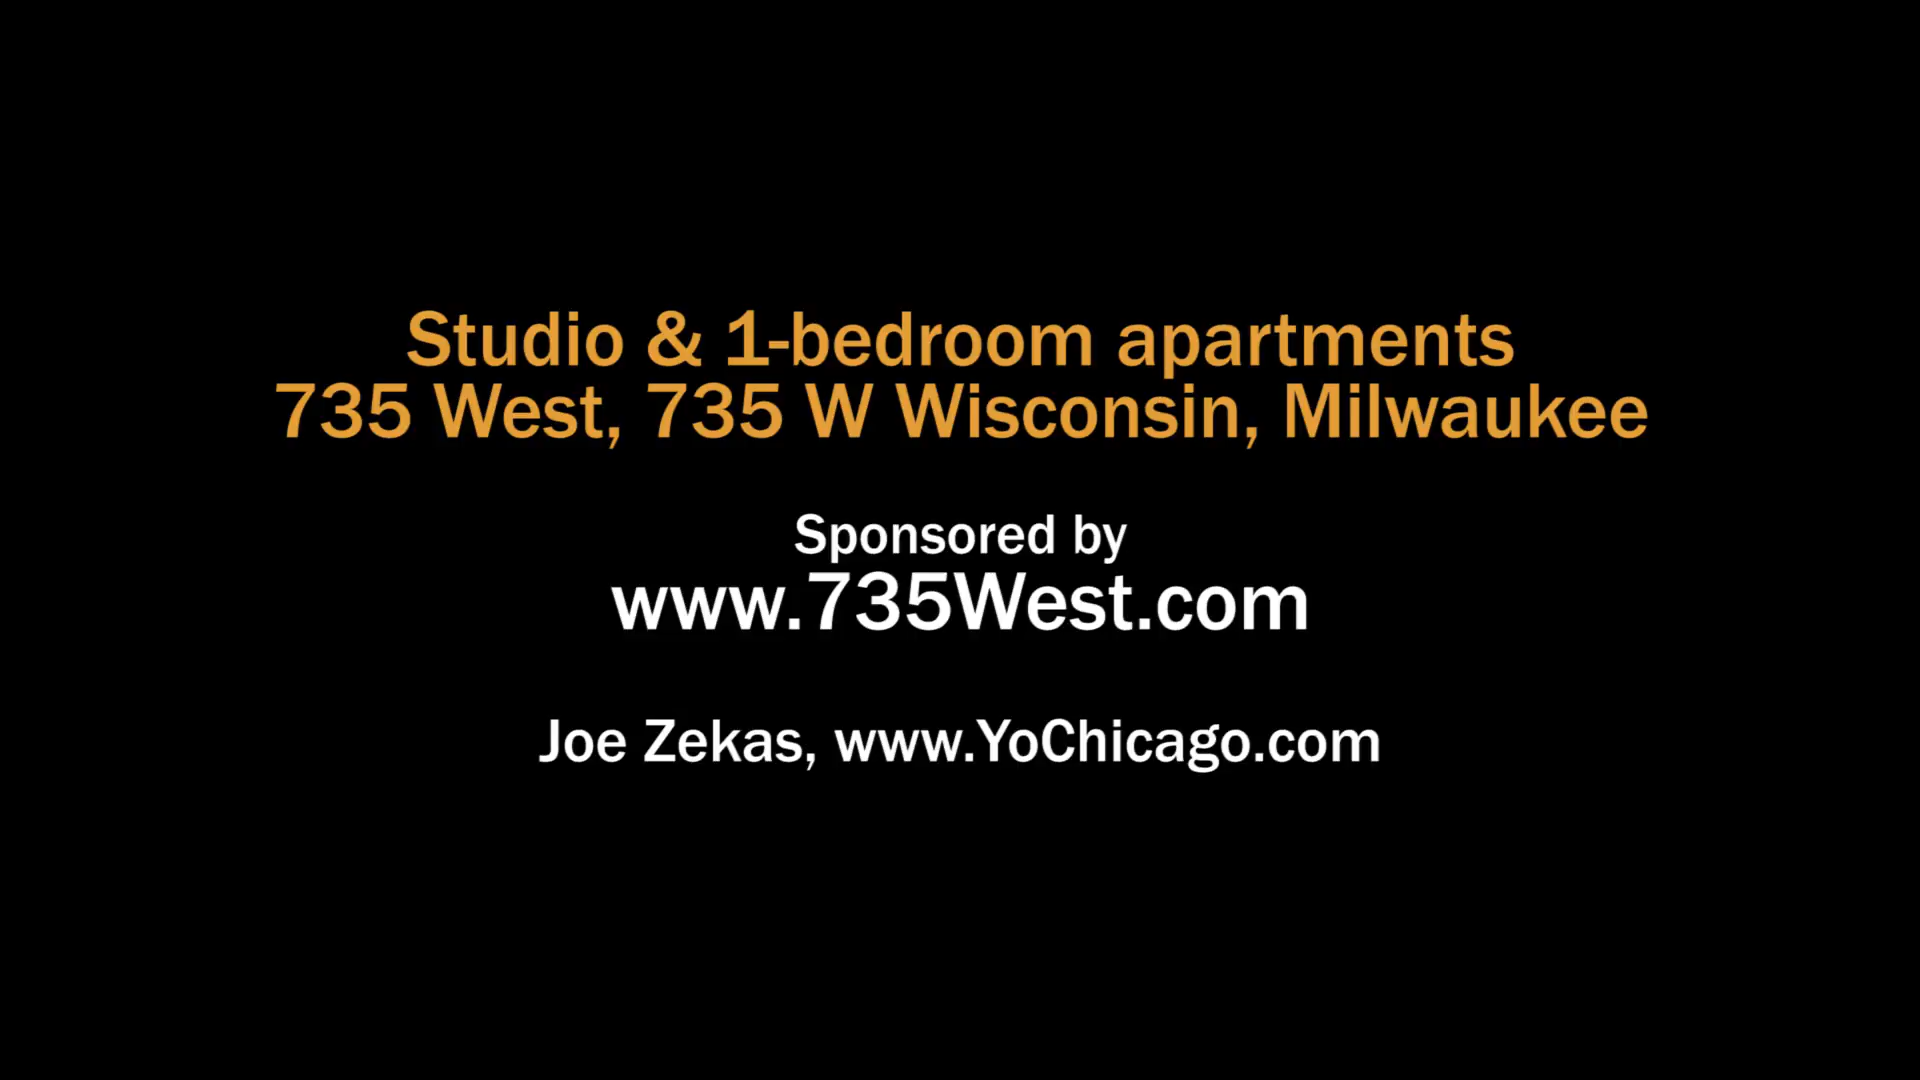 Studio & 1-bedroom apartments
735 West, 735 W Wisconsin, Milwaukee
Sponsored by
www.735West.com
Joe Zekas, www.YoChicago.com